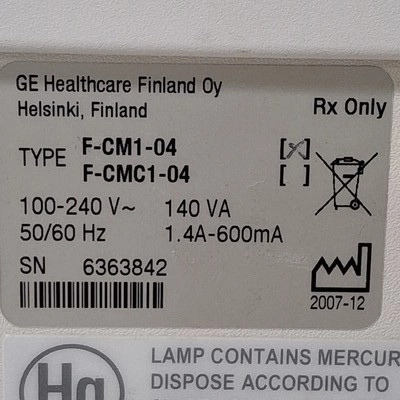 GE Healthcare Finland Oy
Helsinki, Finland
Rx Only
TYPE F-CM1-04 [x]
F-CMC1-04 [ ]
100-240 V~ 140 VA
50/60 Hz 1.4A-600mA
SN 6363842
2007-12
Hg
LAMP CONTAINS MERCUR
DISPOSE ACCORDING TO